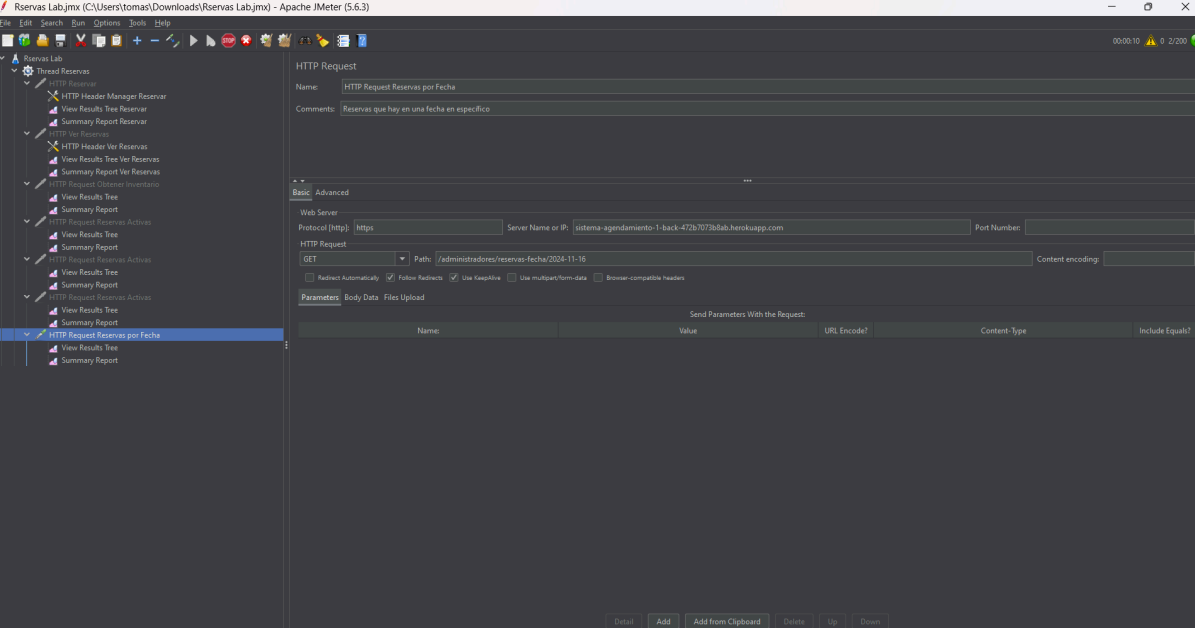 Rservas Lab.jmx (C:\Users\tomas\Downloads\Rservas Lab.jmx) - Apache JMeter (5.6.3)
File Edit Search Run Options Tools Help
STOP
00:00:10 0 2/200
Rservas Lab
Thread Reservas
HTTP Reservar
HTTP Header Manager Reservar
View Results Tree Reservar
Summary Report Reservar
HTTP Ver Reservas
HTTP Header Ver Reservas
View Results Tree Ver Reservas
Summary Report Ver Reservas
HTTP Request Obtener Inventario
View Results Tree
Summary Report
HTTP Request Reservas Activas
View Results Tree
Summary Report
HTTP Request Reservas Activas
View Results Tree
Summary Report
HTTP Request Reservas Activas
View Results Tree
Summary Report
HTTP Request Reservas por Fecha
View Results Tree
Summary Report
HTTP Request
Name: HTTP Request Reservas por Fecha
Comments: Reservas que hay en una fecha en específico
Basic Advanced
Web Server
Protocol [http]: https Server Name or IP: sistema-agendamiento-1-back-472b7073b8ab.herokuapp.com Port Number:
HTTP Request
GET Path: /administradores/reservas-fecha/2024-11-16 Content encoding:
Redirect Automatically Follow Redirects Use KeepAlive Use multipart/form-data Browser-compatible headers
Parameters Body Data Files Upload
Send Parameters With the Request:
Name: Value URL Encode? Content-Type Include Equals?
Detail Add Add from Clipboard Delete Up Down